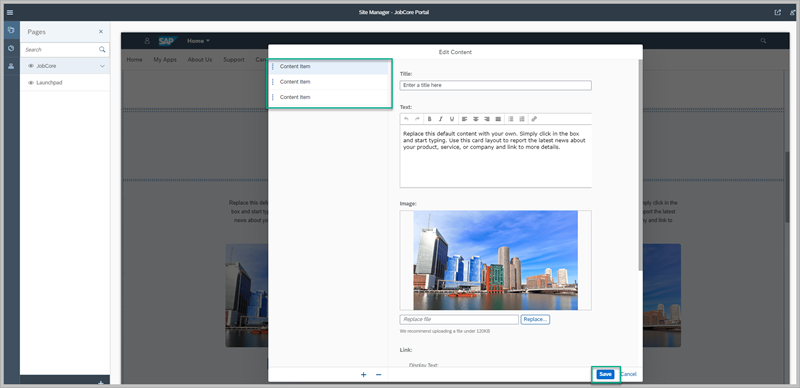 Site Manager - JobCore Portal
Pages
Search
JobCore
Launchpad
SAP
Home
Home My Apps About Us Support
Edit Content
Content Item
Content Item
Content Item
Title:
Enter a title here
Text:
B I U
Replace this default content with your own. Simply click in the box
and start typing. Use this card layout to report the latest news about
your product, service, or company and link to more details.
Image:
Replace file
Replace...
We recommend uploading a file under 120KB
Link:
Display Text:
Save
Cancel
Replace this def
box and start typ
news about yo
ply click in the
port the latest
and link to